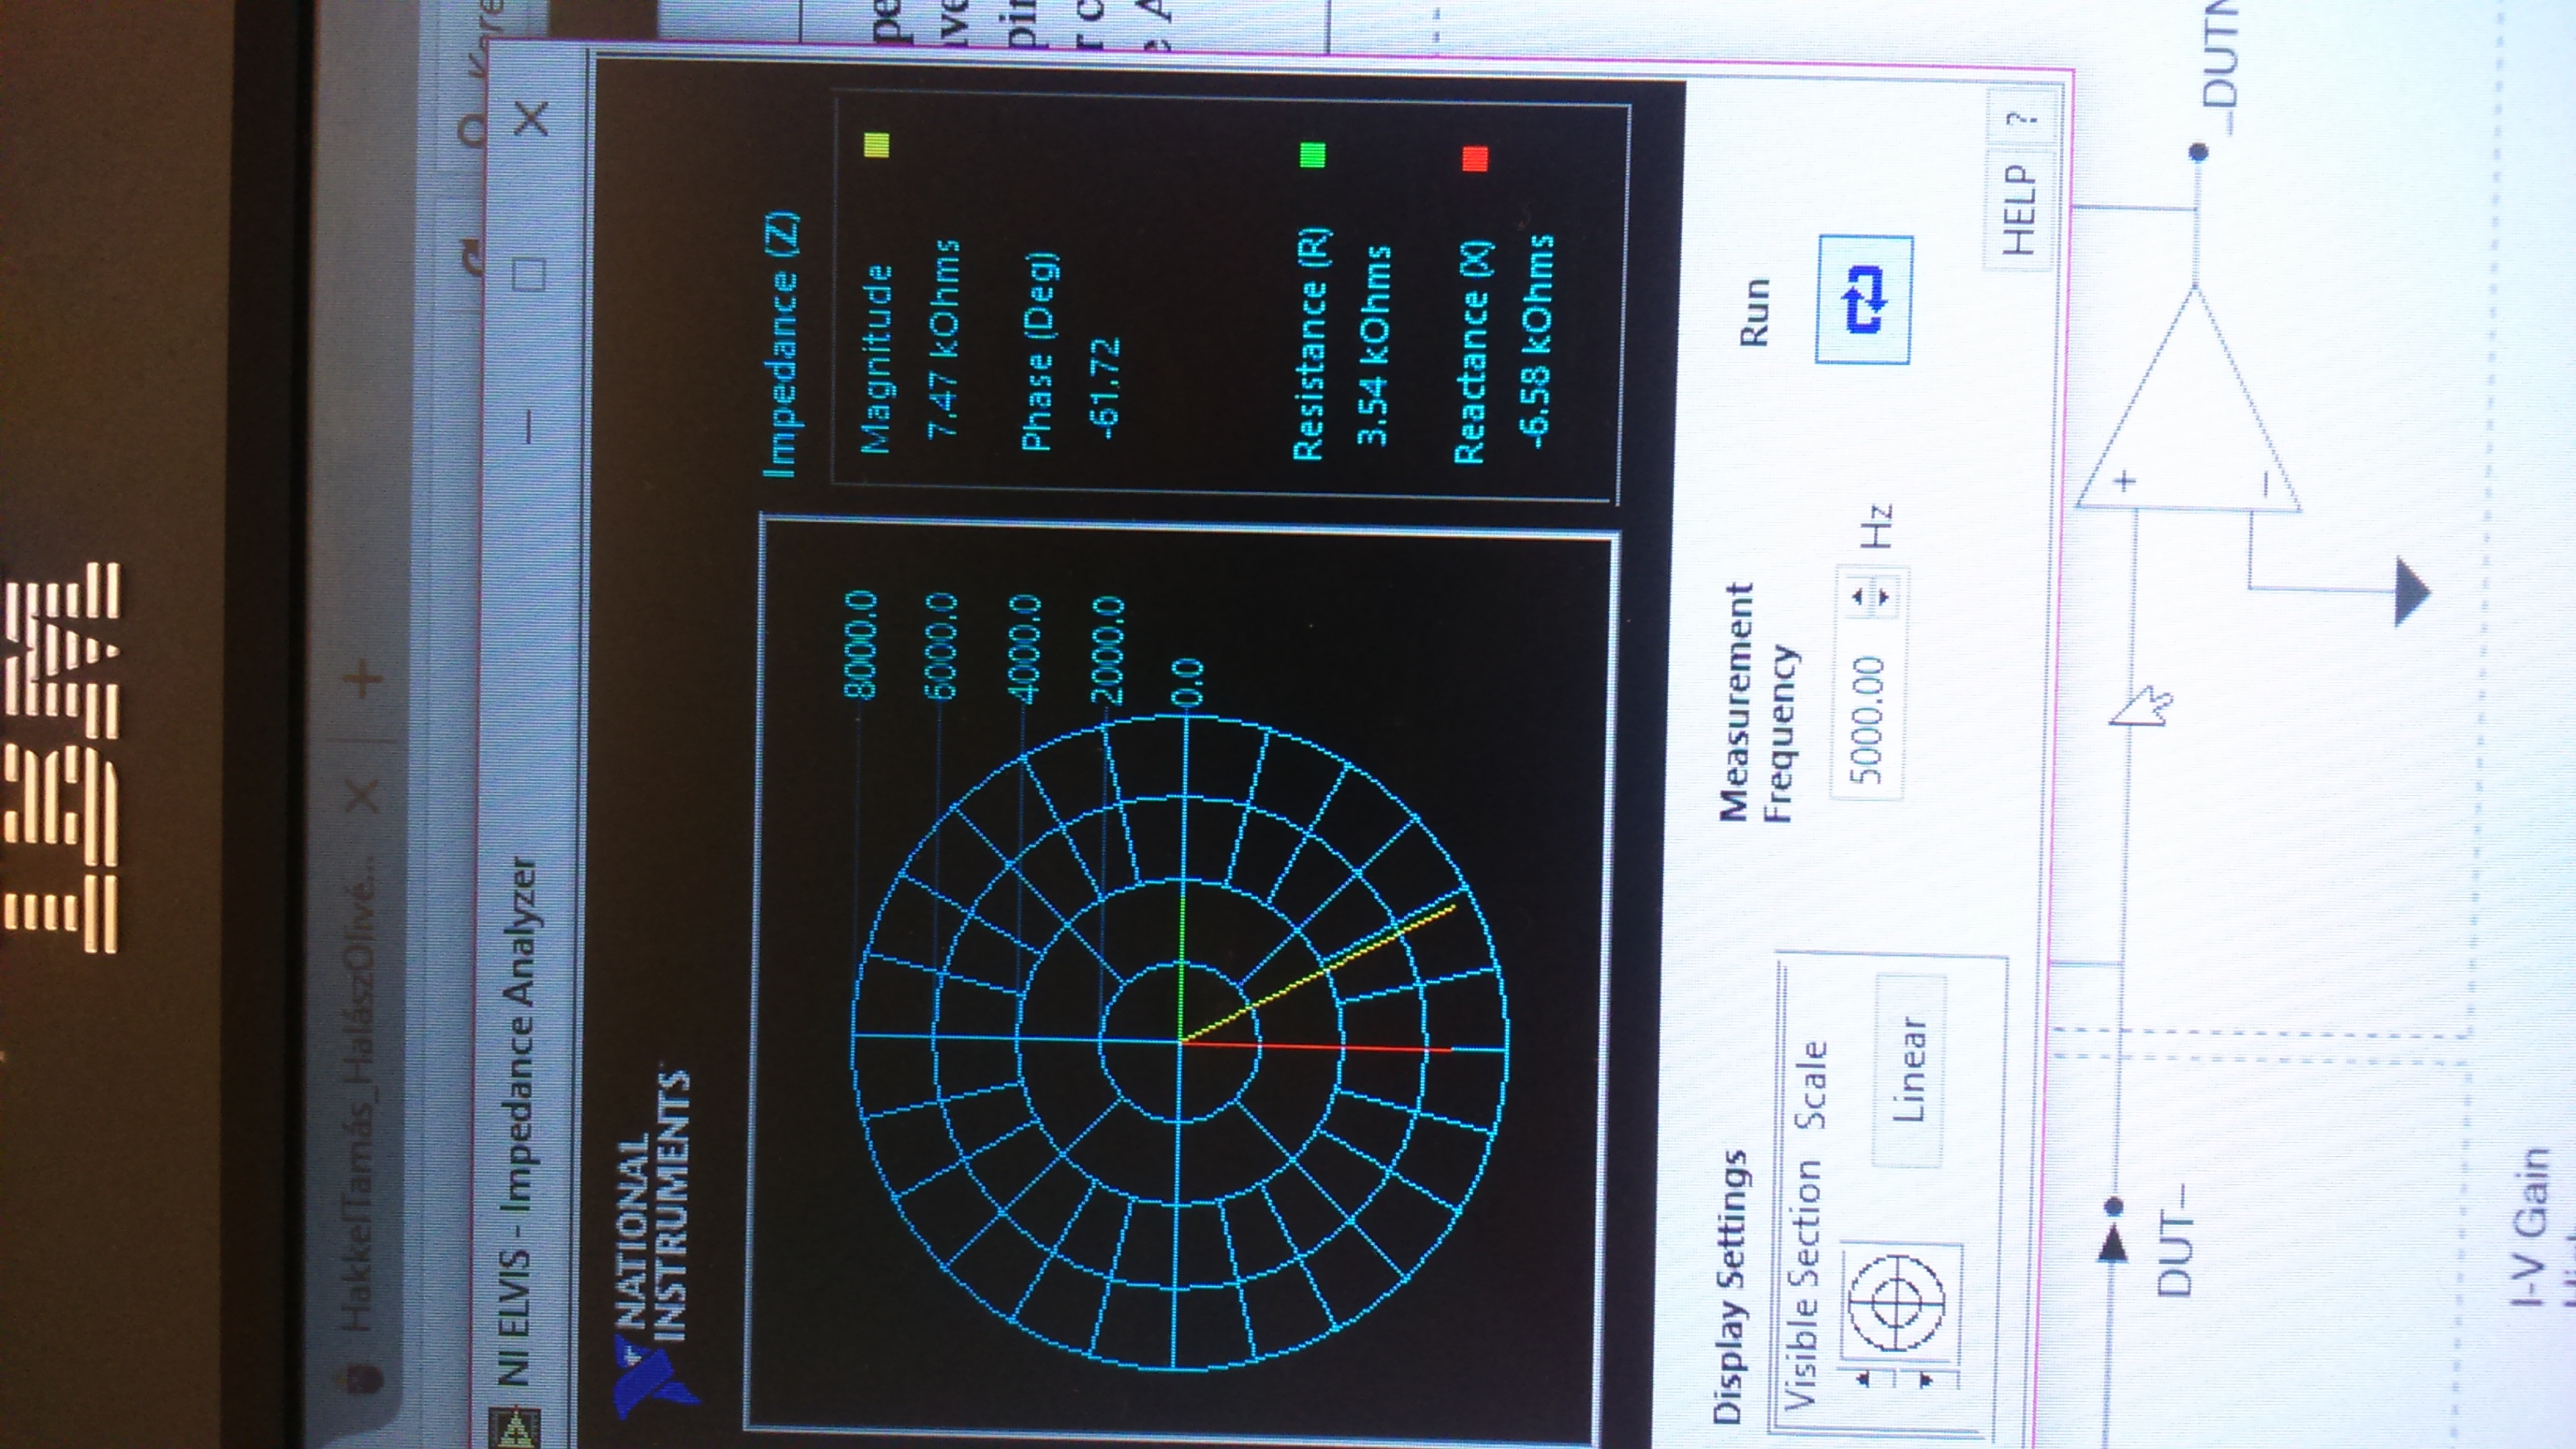 IBM
HakkelTamás_HalászOlivé...
NI ELVIS - Impedance Analyzer
NATIONAL
INSTRUMENTS
8000.0
6000.0
4000.0
2000.0
0.0
Impedance (Z)
Magnitude
7.47 kOhms
Phase (Deg)
-61.72
Resistance (R)
3.54 kOhms
Reactance (X)
-6.58 kOhms
Display Settings
Visible Section
Scale
Linear
Measurement
Frequency
5000.00 Hz
Run
HELP ?
DUT−
+
−
_DUTN
I-V Gain